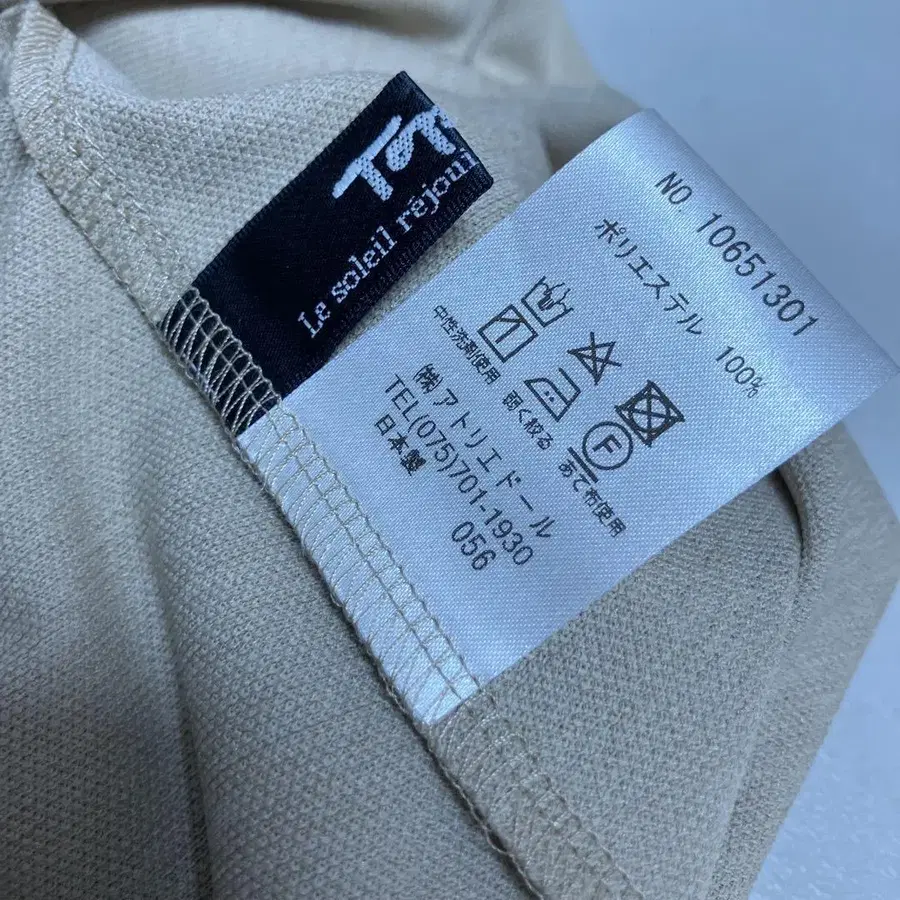 Le soleil réjoui
NO. 10651301
ポリエステル 100%
中性洗剤使用
弱く絞る
あて布使用
F
(株)アトリエドール
TEL(075)701-1930
日本製 056